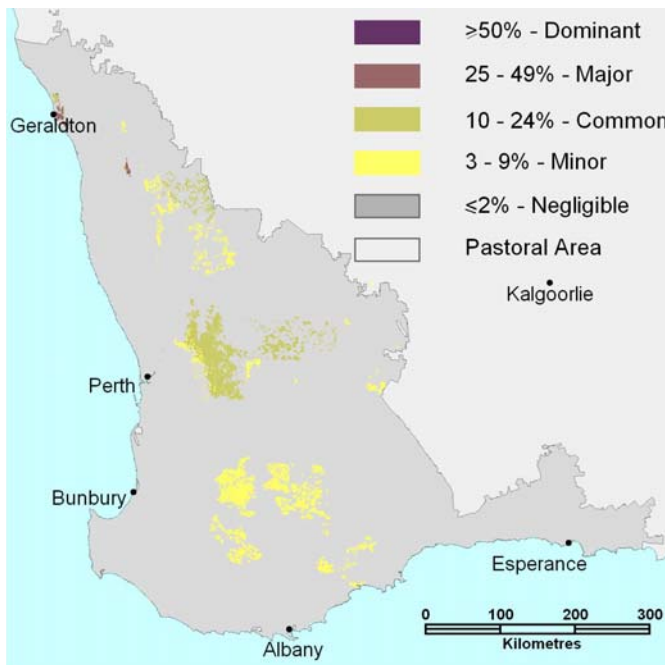 ≥50% - Dominant
25 - 49% - Major
10 - 24% - Common
3 - 9% - Minor
≤2% - Negligible
Pastoral Area
Geraldton
Kalgoorlie
Perth
Bunbury
Esperance
Albany
0 100 200 300
Kilometres